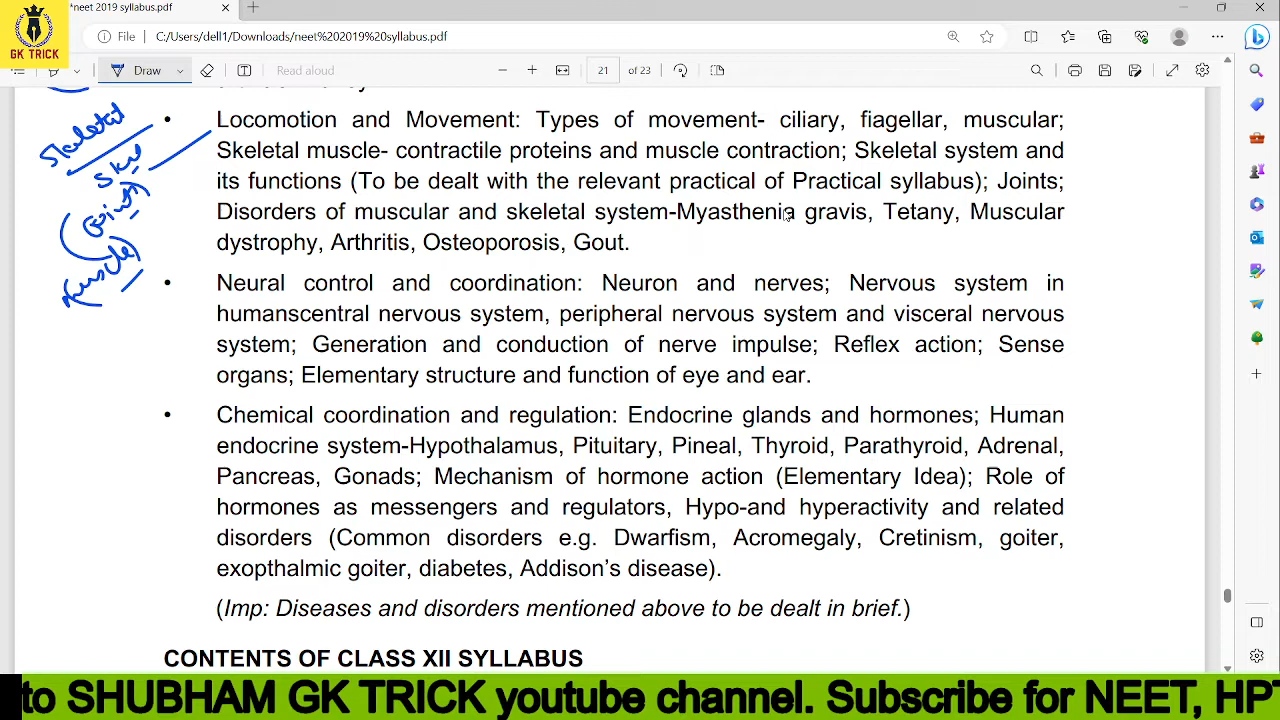 *neet 2019 syllabus.pdf
GK TRICK
File C:/Users/dell1/Downloads/neet%202019%20syllabus.pdf
Draw Read aloud 21 of 23
Skeletal
Joint
Muscle
• Locomotion and Movement: Types of movement- ciliary, fiagellar, muscular;
Skeletal muscle- contractile proteins and muscle contraction; Skeletal system and
its functions (To be dealt with the relevant practical of Practical syllabus); Joints;
Disorders of muscular and skeletal system-Myasthenia gravis, Tetany, Muscular
dystrophy, Arthritis, Osteoporosis, Gout.
• Neural control and coordination: Neuron and nerves; Nervous system in
humanscentral nervous system, peripheral nervous system and visceral nervous
system; Generation and conduction of nerve impulse; Reflex action; Sense
organs; Elementary structure and function of eye and ear.
• Chemical coordination and regulation: Endocrine glands and hormones; Human
endocrine system-Hypothalamus, Pituitary, Pineal, Thyroid, Parathyroid, Adrenal,
Pancreas, Gonads; Mechanism of hormone action (Elementary Idea); Role of
hormones as messengers and regulators, Hypo-and hyperactivity and related
disorders (Common disorders e.g. Dwarfism, Acromegaly, Cretinism, goiter,
exopthalmic goiter, diabetes, Addison’s disease).
(Imp: Diseases and disorders mentioned above to be dealt in brief.)
CONTENTS OF CLASS XII SYLLABUS
to SHUBHAM GK TRICK youtube channel. Subscribe for NEET, HPT